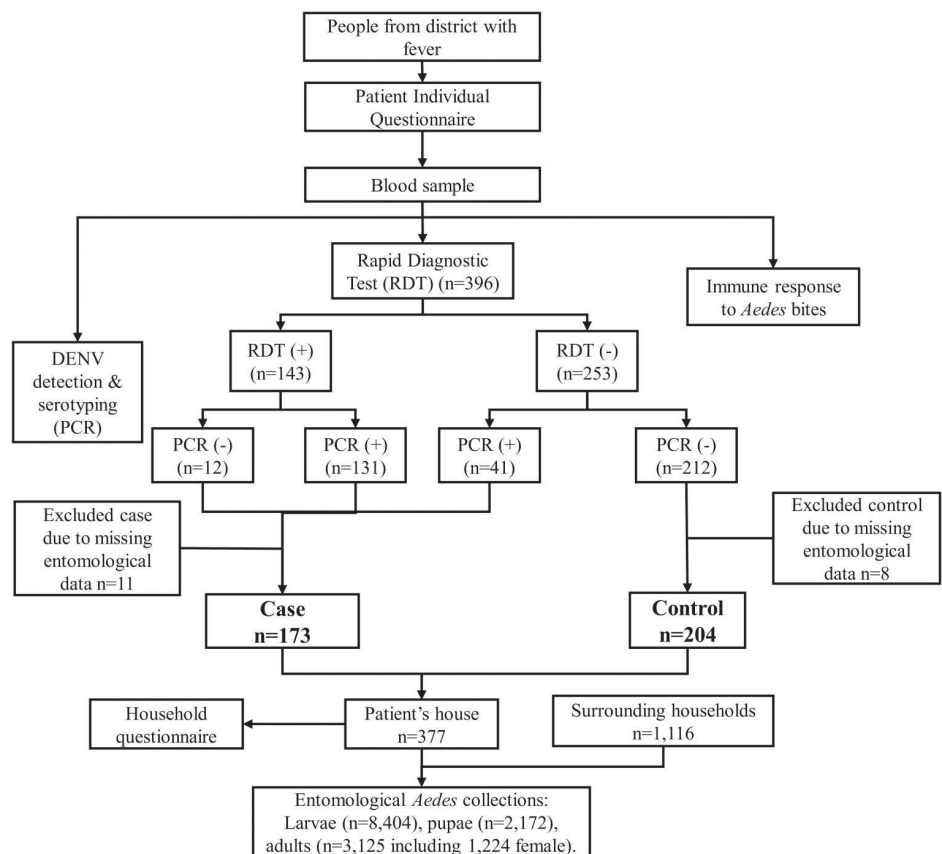 People from district with
fever
Patient Individual
Questionnaire
Blood sample
Rapid Diagnostic
Test (RDT) (n=396)
Immune response
to Aedes bites
DENV
detection &
serotyping
(PCR)
RDT (+)
(n=143)
RDT (-)
(n=253)
PCR (-)
(n=12)
PCR (+)
(n=131)
PCR (+)
(n=41)
PCR (-)
(n=212)
Excluded case
due to missing
entomological
data n=11
Excluded control
due to missing
entomological
data n=8
Case
n=173
Control
n=204
Household
questionnaire
Patient's house
n=377
Surrounding households
n=1,116
Entomological Aedes collections:
Larvae (n=8,404), pupae (n=2,172),
adults (n=3,125 including 1,224 female).